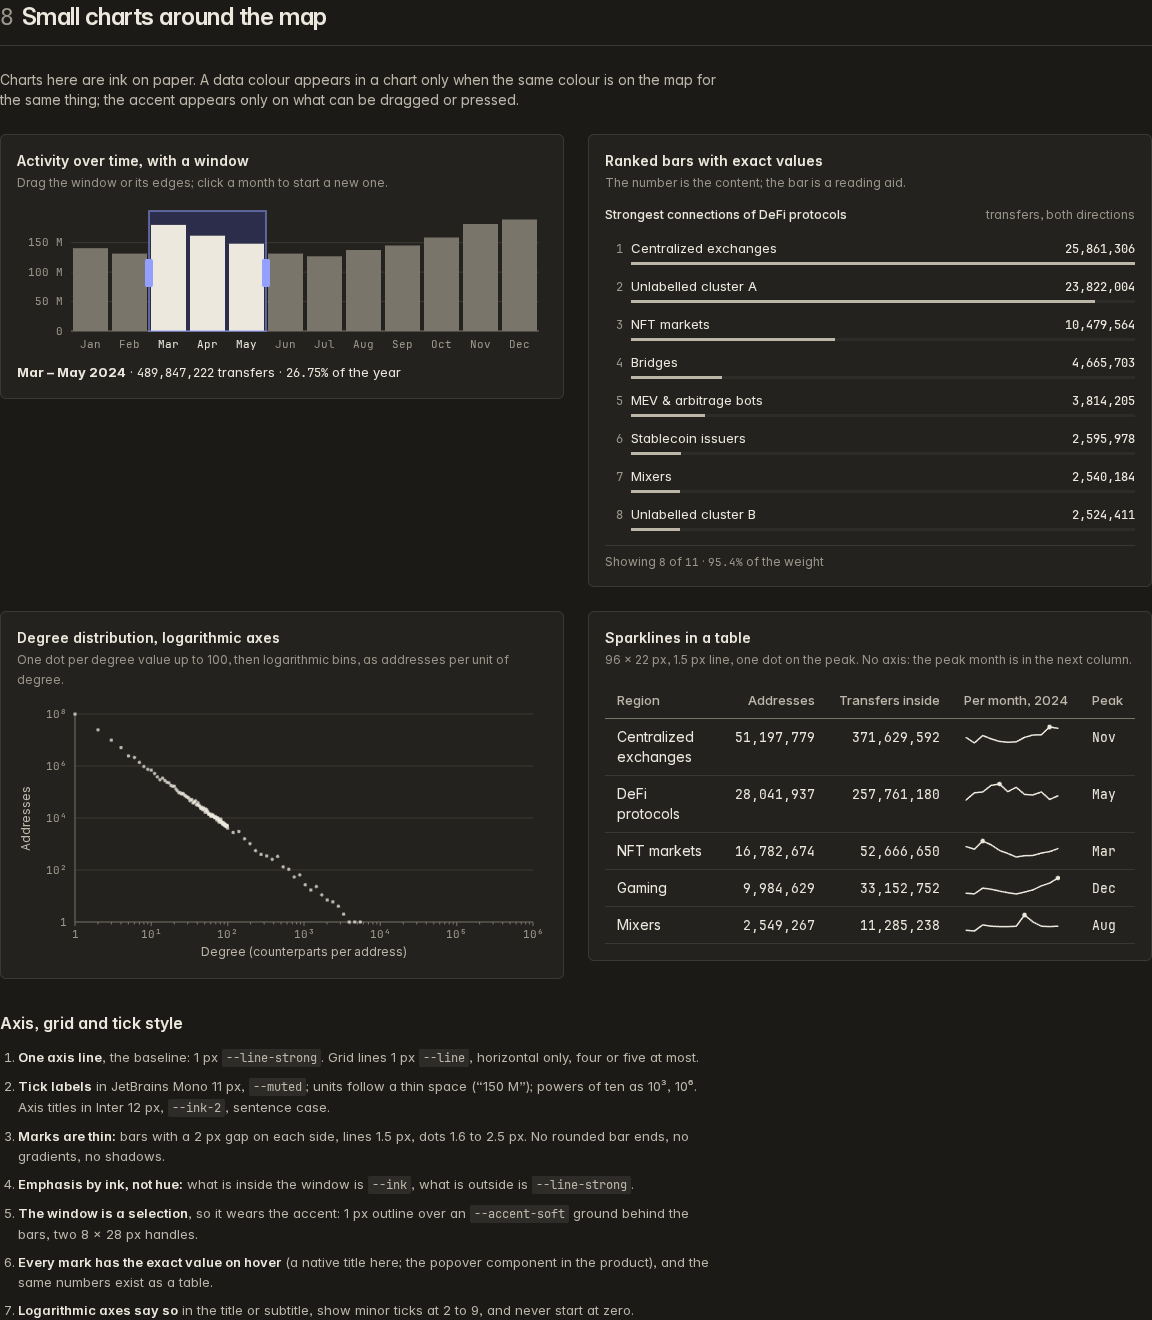 8 Small charts around the map
Charts here are ink on paper. A data colour appears in a chart only when the same colour is on the map for
the same thing; the accent appears only on what can be dragged or pressed.
Activity over time, with a window
Drag the window or its edges; click a month to start a new one.
150 M
100 M
50 M
0
Jan Feb Mar Apr May Jun Jul Aug Sep Oct Nov Dec
Mar – May 2024 · 489,847,222 transfers · 26.75% of the year
Ranked bars with exact values
The number is the content; the bar is a reading aid.
Strongest connections of DeFi protocols transfers, both directions
1 Centralized exchanges 25,861,306
2 Unlabelled cluster A 23,822,004
3 NFT markets 10,479,564
4 Bridges 4,665,703
5 MEV & arbitrage bots 3,814,205
6 Stablecoin issuers 2,595,978
7 Mixers 2,540,184
8 Unlabelled cluster B 2,524,411
Showing 8 of 11 · 95.4% of the weight
Degree distribution, logarithmic axes
One dot per degree value up to 100, then logarithmic bins, as addresses per unit of
degree.
Addresses
10⁸
10⁶
10⁴
10²
1
1 10¹ 10² 10³ 10⁴ 10⁵ 10⁶
Degree (counterparts per address)
Sparklines in a table
96 × 22 px, 1.5 px line, one dot on the peak. No axis: the peak month is in the next column.
Region Addresses Transfers inside Per month, 2024 Peak
Centralized 51,197,779 371,629,592 Nov
exchanges
DeFi 28,041,937 257,761,180 May
protocols
NFT markets 16,782,674 52,666,650 Mar
Gaming 9,984,629 33,152,752 Dec
Mixers 2,549,267 11,285,238 Aug
Axis, grid and tick style
1. One axis line, the baseline: 1 px --line-strong. Grid lines 1 px --line, horizontal only, four or five at most.
2. Tick labels in JetBrains Mono 11 px, --muted; units follow a thin space (“150 M”); powers of ten as 10³, 10⁶.
Axis titles in Inter 12 px, --ink-2, sentence case.
3. Marks are thin: bars with a 2 px gap on each side, lines 1.5 px, dots 1.6 to 2.5 px. No rounded bar ends, no
gradients, no shadows.
4. Emphasis by ink, not hue: what is inside the window is --ink, what is outside is --line-strong.
5. The window is a selection, so it wears the accent: 1 px outline over an --accent-soft ground behind the
bars, two 8 × 28 px handles.
6. Every mark has the exact value on hover (a native title here; the popover component in the product), and the
same numbers exist as a table.
7. Logarithmic axes say so in the title or subtitle, show minor ticks at 2 to 9, and never start at zero.